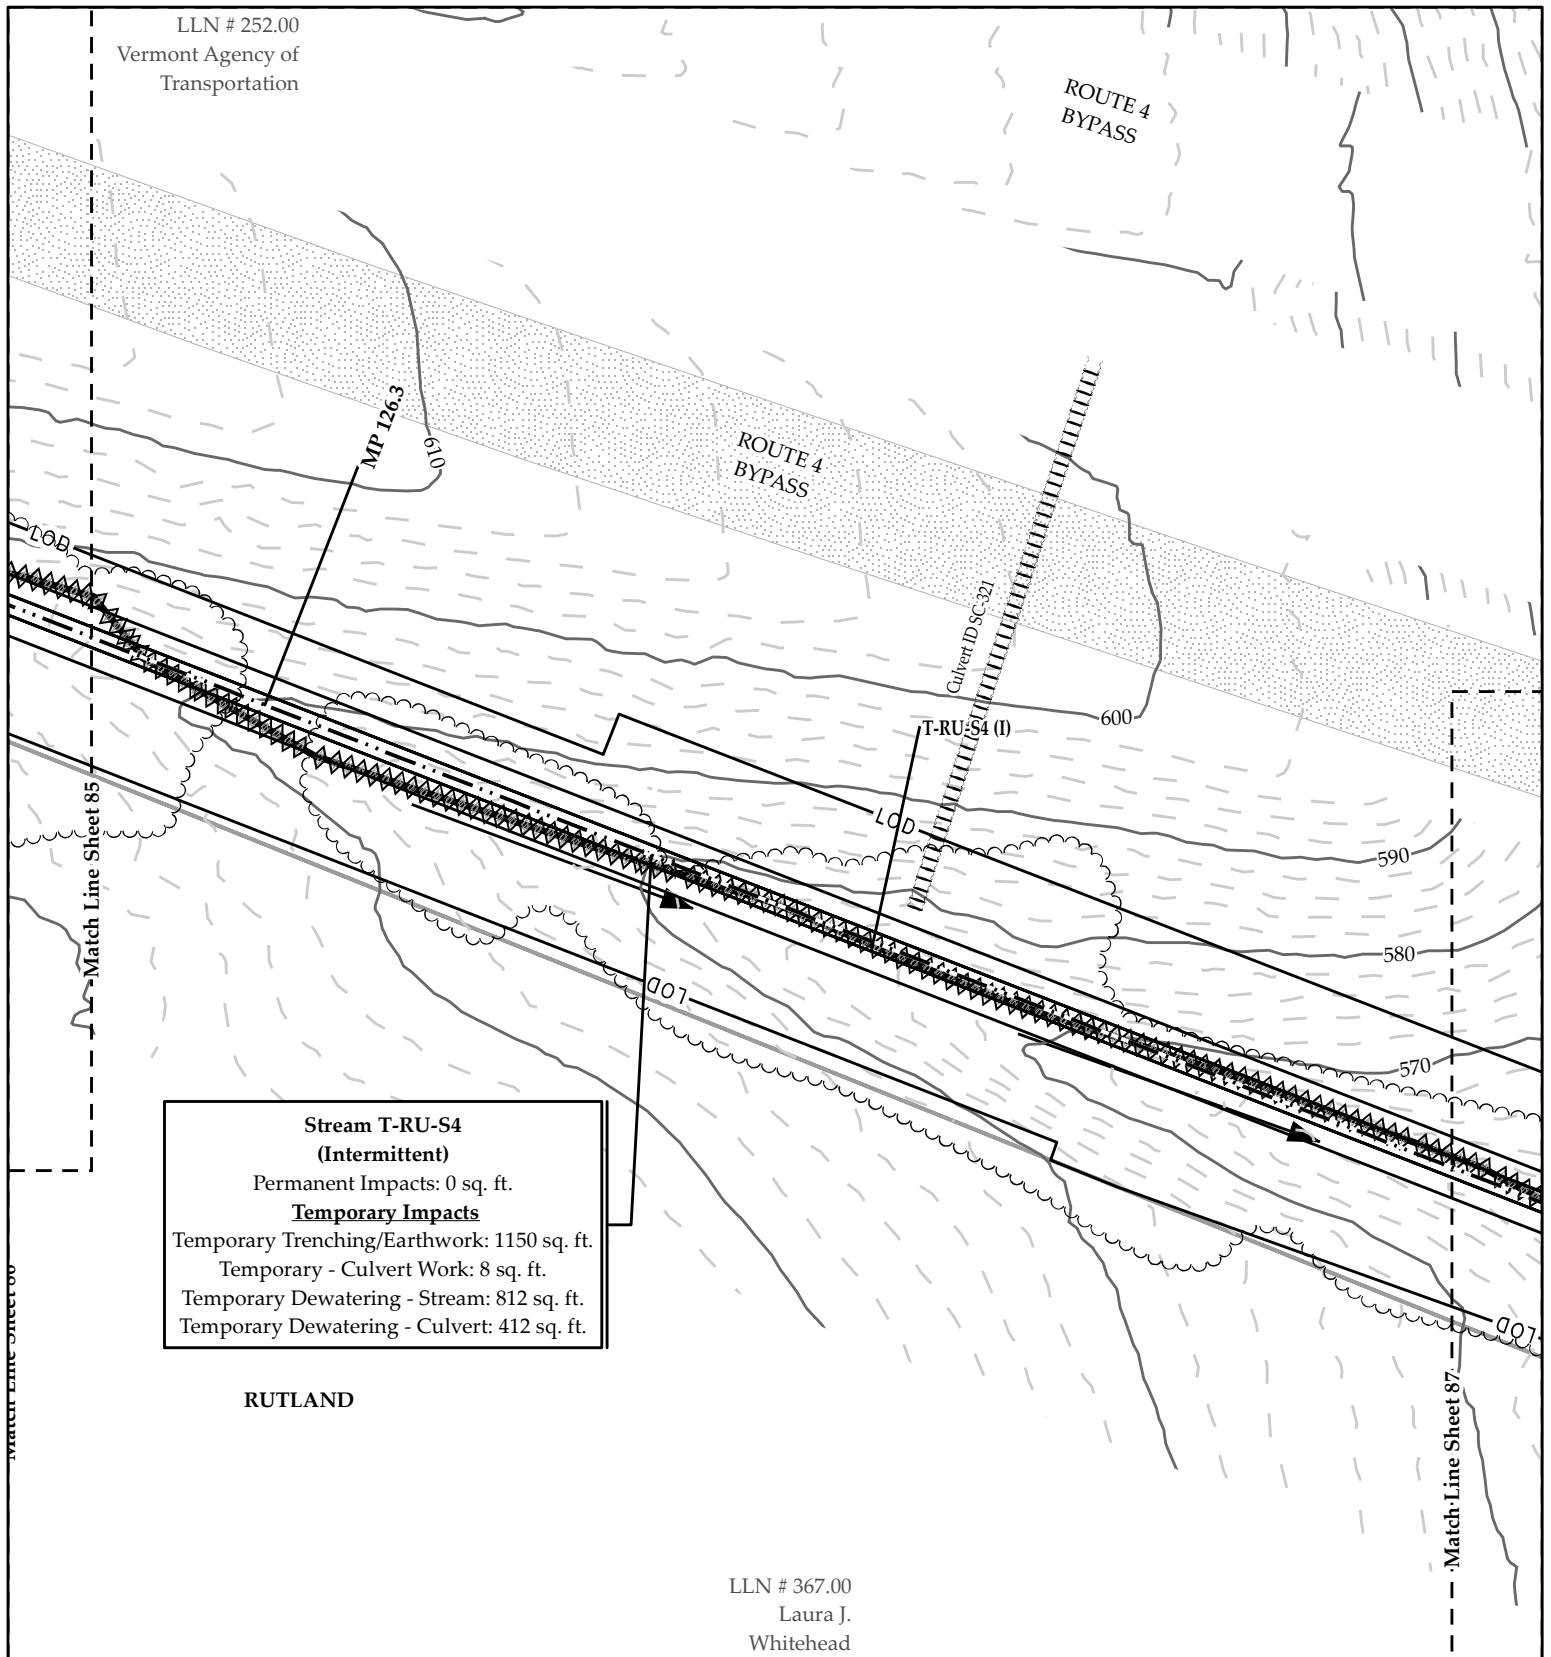 LLN # 252.00
Vermont Agency of
Transportation
ROUTE 4
BYPASS
MP 126.3
610
ROUTE 4
BYPASS
LOD
Culvert ID SC-321
600
T-RU-S4 (I)
LOD
590
Match Line Sheet 85
580
LOD
570
Stream T-RU-S4
(Intermittent)
Permanent Impacts: 0 sq. ft.
Temporary Impacts
Temporary Trenching/Earthwork: 1150 sq. ft.
Temporary - Culvert Work: 8 sq. ft.
Temporary Dewatering - Stream: 812 sq. ft.
Temporary Dewatering - Culvert: 412 sq. ft.
LOD
Match Line Sheet
RUTLAND
Match Line Sheet 87
LLN # 367.00
Laura J.
Whitehead